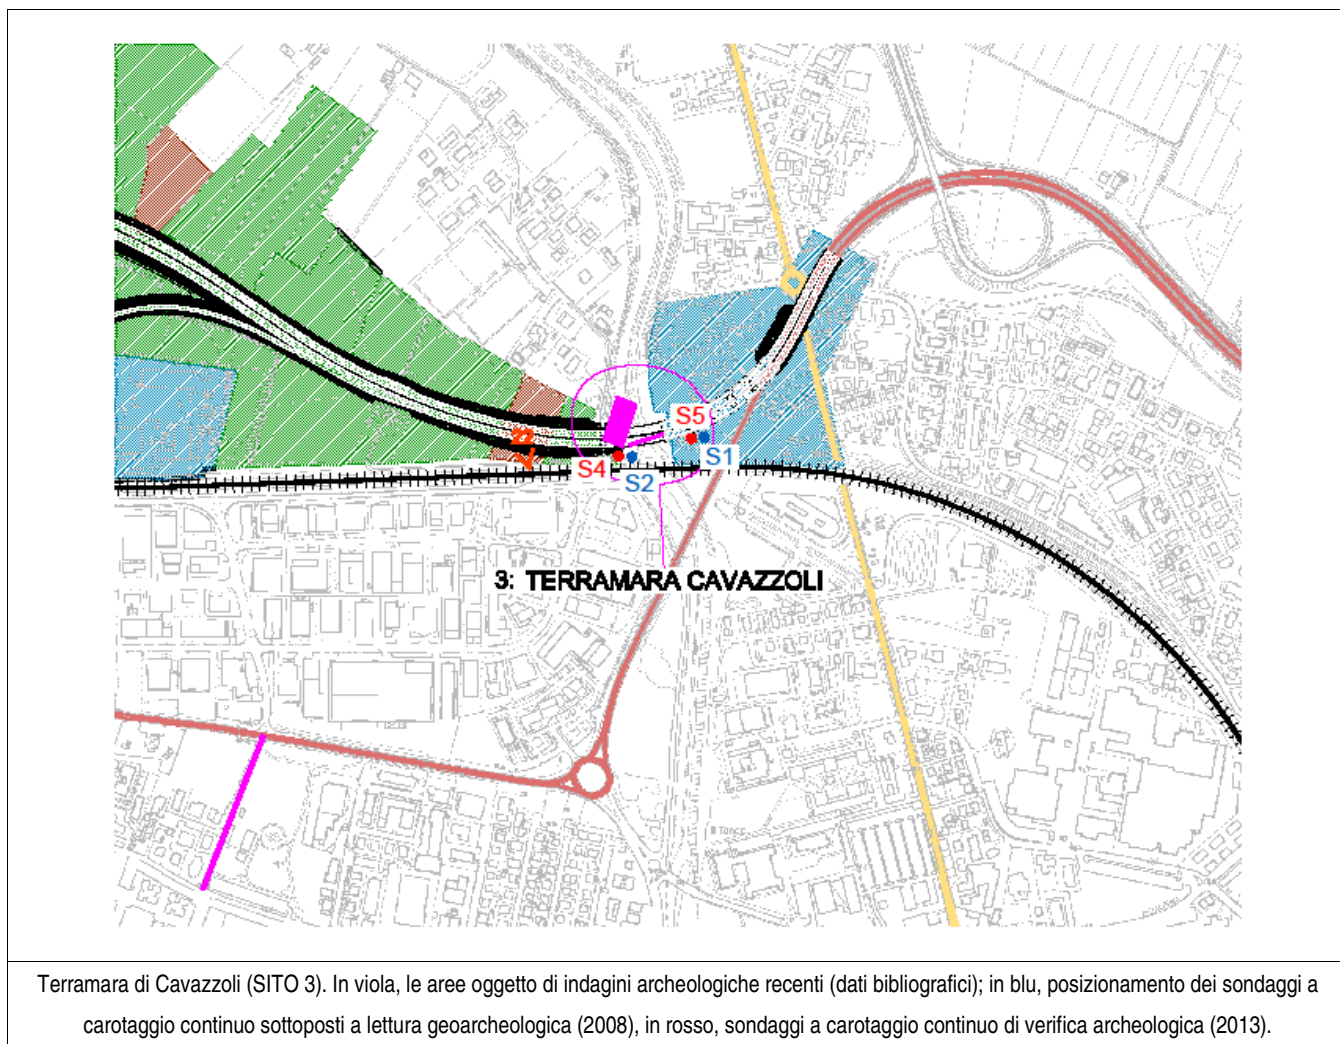 S5
S1
S4
S2
3: TERRAMARA CAVAZZOLI
Terramara di Cavazzoli (SITO 3). In viola, le aree oggetto di indagini archeologiche recenti (dati bibliografici); in blu, posizionamento dei sondaggi a
carotaggio continuo sottoposti a lettura geoarcheologica (2008), in rosso, sondaggi a carotaggio continuo di verifica archeologica (2013).